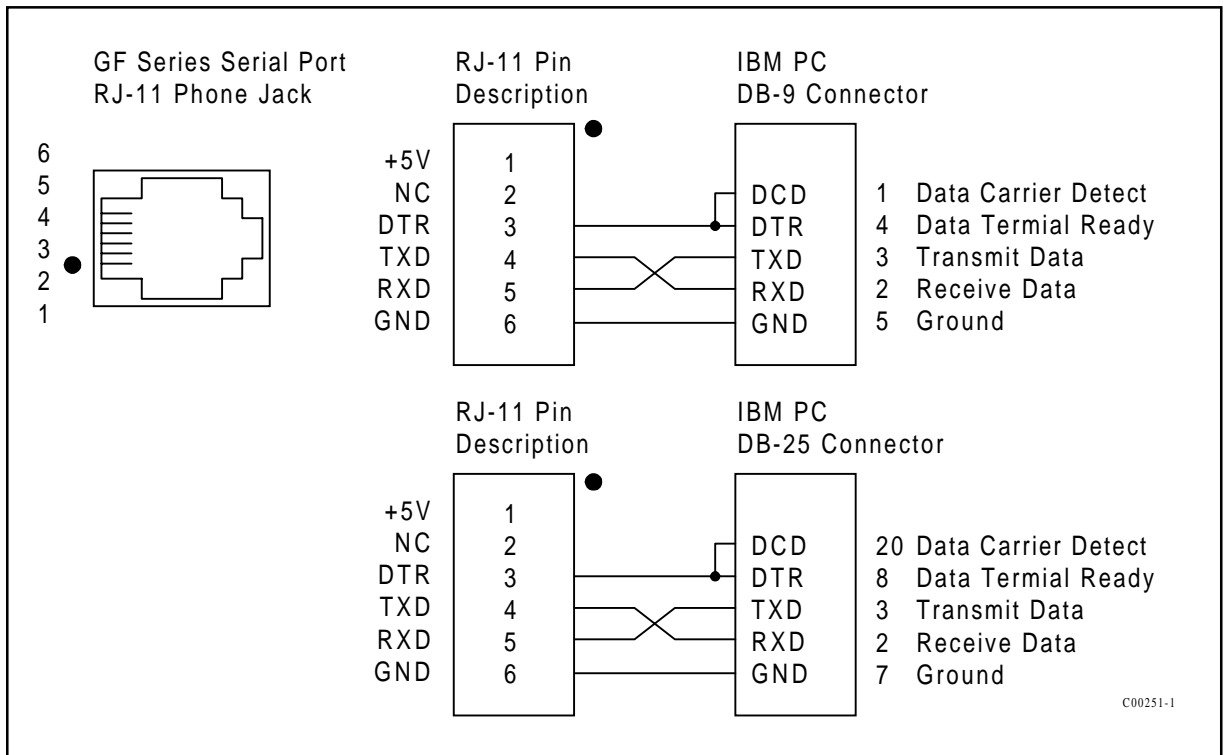 GF Series Serial Port
RJ-11 Phone Jack
6
5
4
3
2
1
RJ-11 Pin
Description
IBM PC
DB-9 Connector
+5V 1
NC 2 DCD 1 Data Carrier Detect
DTR 3 DTR 4 Data Termial Ready
TXD 4 TXD 3 Transmit Data
RXD 5 RXD 2 Receive Data
GND 6 GND 5 Ground
RJ-11 Pin
Description
IBM PC
DB-25 Connector
+5V 1
NC 2 DCD 20 Data Carrier Detect
DTR 3 DTR 8 Data Termial Ready
TXD 4 TXD 3 Transmit Data
RXD 5 RXD 2 Receive Data
GND 6 GND 7 Ground
C00251-1